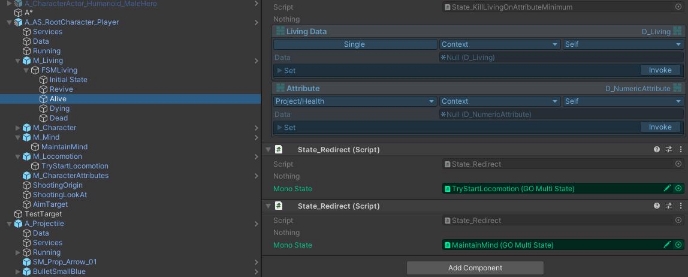 A_CharacterActor_Humanoid_MaleHero
A*
A_AS_RootCharacter_Player
Services
Data
Running
M_Living
FSMLiving
Initial State
Revive
Alive
Dying
Dead
M_Character
M_Mind
MaintainMind
M_Locomotion
TryStartLocomotion
M_CharacterAttributes
ShootingOrigin
ShootingLookAt
AimTarget
TestTarget
A_Projectile
Data
Services
Running
SM_Prop_Arrow_01
BulletSmallBlue
Script State_KillLivingOnAttributeMinimum
Nothing
Living Data D_Living
Single Context Self
Data Null (D_Living)
Set Invoke
Attribute D_NumericAttribute
Project/Health Context Self
Data Null (D_NumericAttribute)
Set Invoke
State_Redirect (Script)
Script State_Redirect
Nothing
Mono State TryStartLocomotion (GO Multi State)
State_Redirect (Script)
Script State_Redirect
Nothing
Mono State MaintainMind (GO Multi State)
Add Component